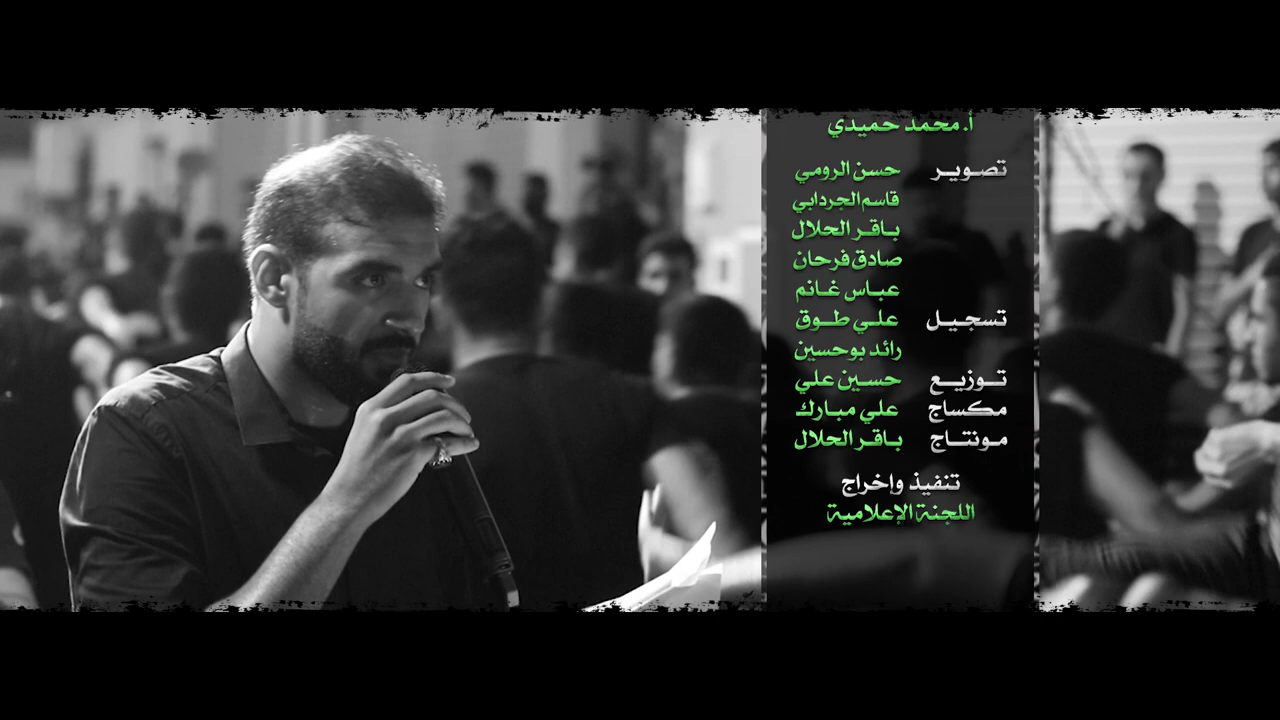 أ. محمد حميدي
تصوير حسن الرومي
قاسم الجردابي
باقر الحلال
صادق فرحان
عباس غانم
تسجيل علي طوق
رائد بوحسين
توزيع حسين علي
مكساج علي مبارك
مونتاج باقر الحلال
تنفيذ وإخراج
اللجنة الإعلامية